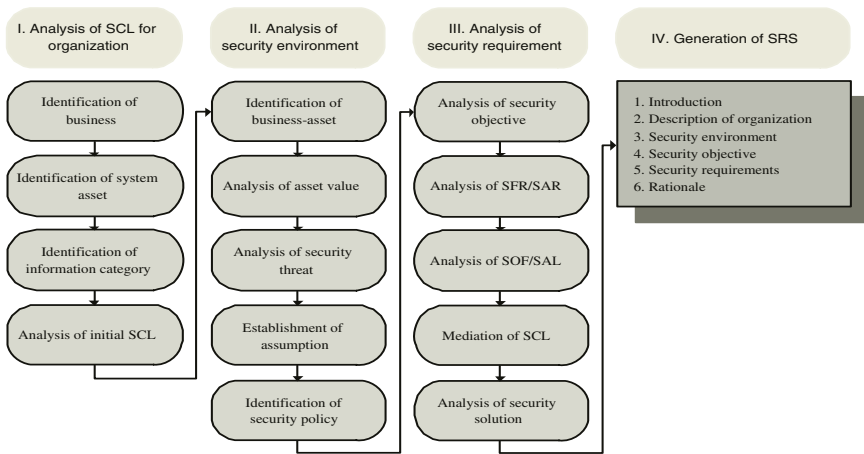 I. Analysis of SCL for
organization
Identification of
business
Identification of system
asset
Identification of
information category
Analysis of initial SCL
II. Analysis of
security environment
Identification of
business-asset
Analysis of asset value
Analysis of security
threat
Establishment of
assumption
Identification of
security policy
III. Analysis of
security requirement
Analysis of security
objective
Analysis of SFR/SAR
Analysis of SOF/SAL
Mediation of SCL
Analysis of security
solution
IV. Generation of SRS
1. Introduction
2. Description of organization
3. Security environment
4. Security objective
5. Security requirements
6. Rationale